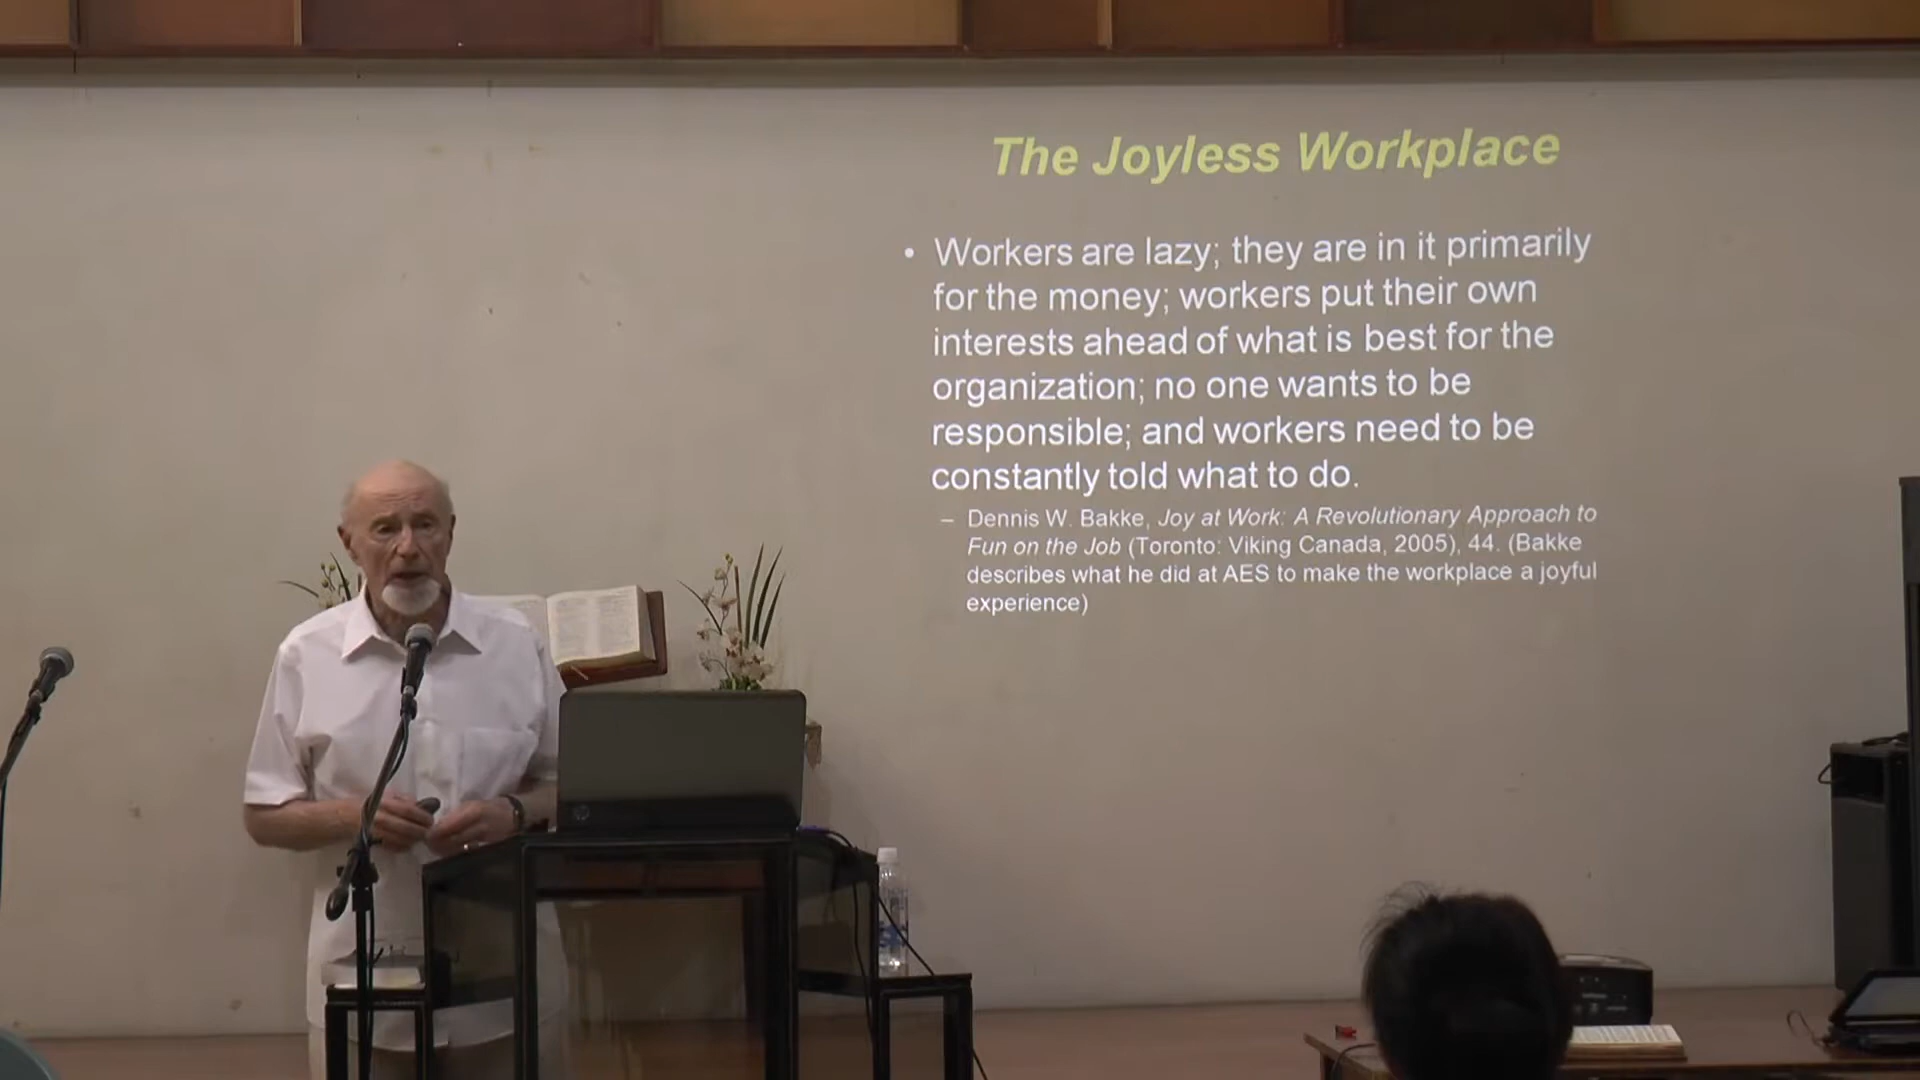 The Joyless Workplace
• Workers are lazy; they are in it primarily
for the money; workers put their own
interests ahead of what is best for the
organization; no one wants to be
responsible; and workers need to be
constantly told what to do.
– Dennis W. Bakke, Joy at Work: A Revolutionary Approach to
Fun on the Job (Toronto: Viking Canada, 2005), 44. (Bakke
describes what he did at AES to make the workplace a joyful
experience)